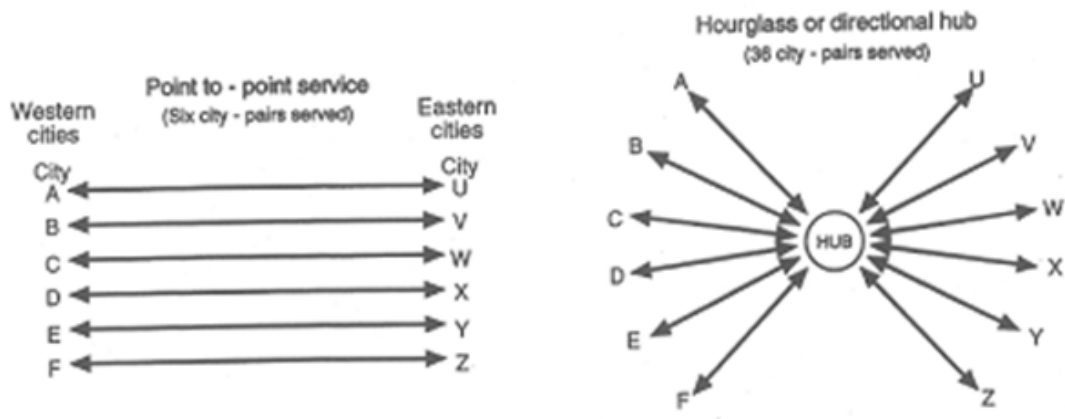 Point to - point service
(Six city - pairs served)
Western
cities
Eastern
cities
City
A
B
C
D
E
F
City
U
V
W
X
Y
Z
Hourglass or directional hub
(36 city - pairs served)
A
B
C
D
E
F
HUB
U
V
W
X
Y
Z